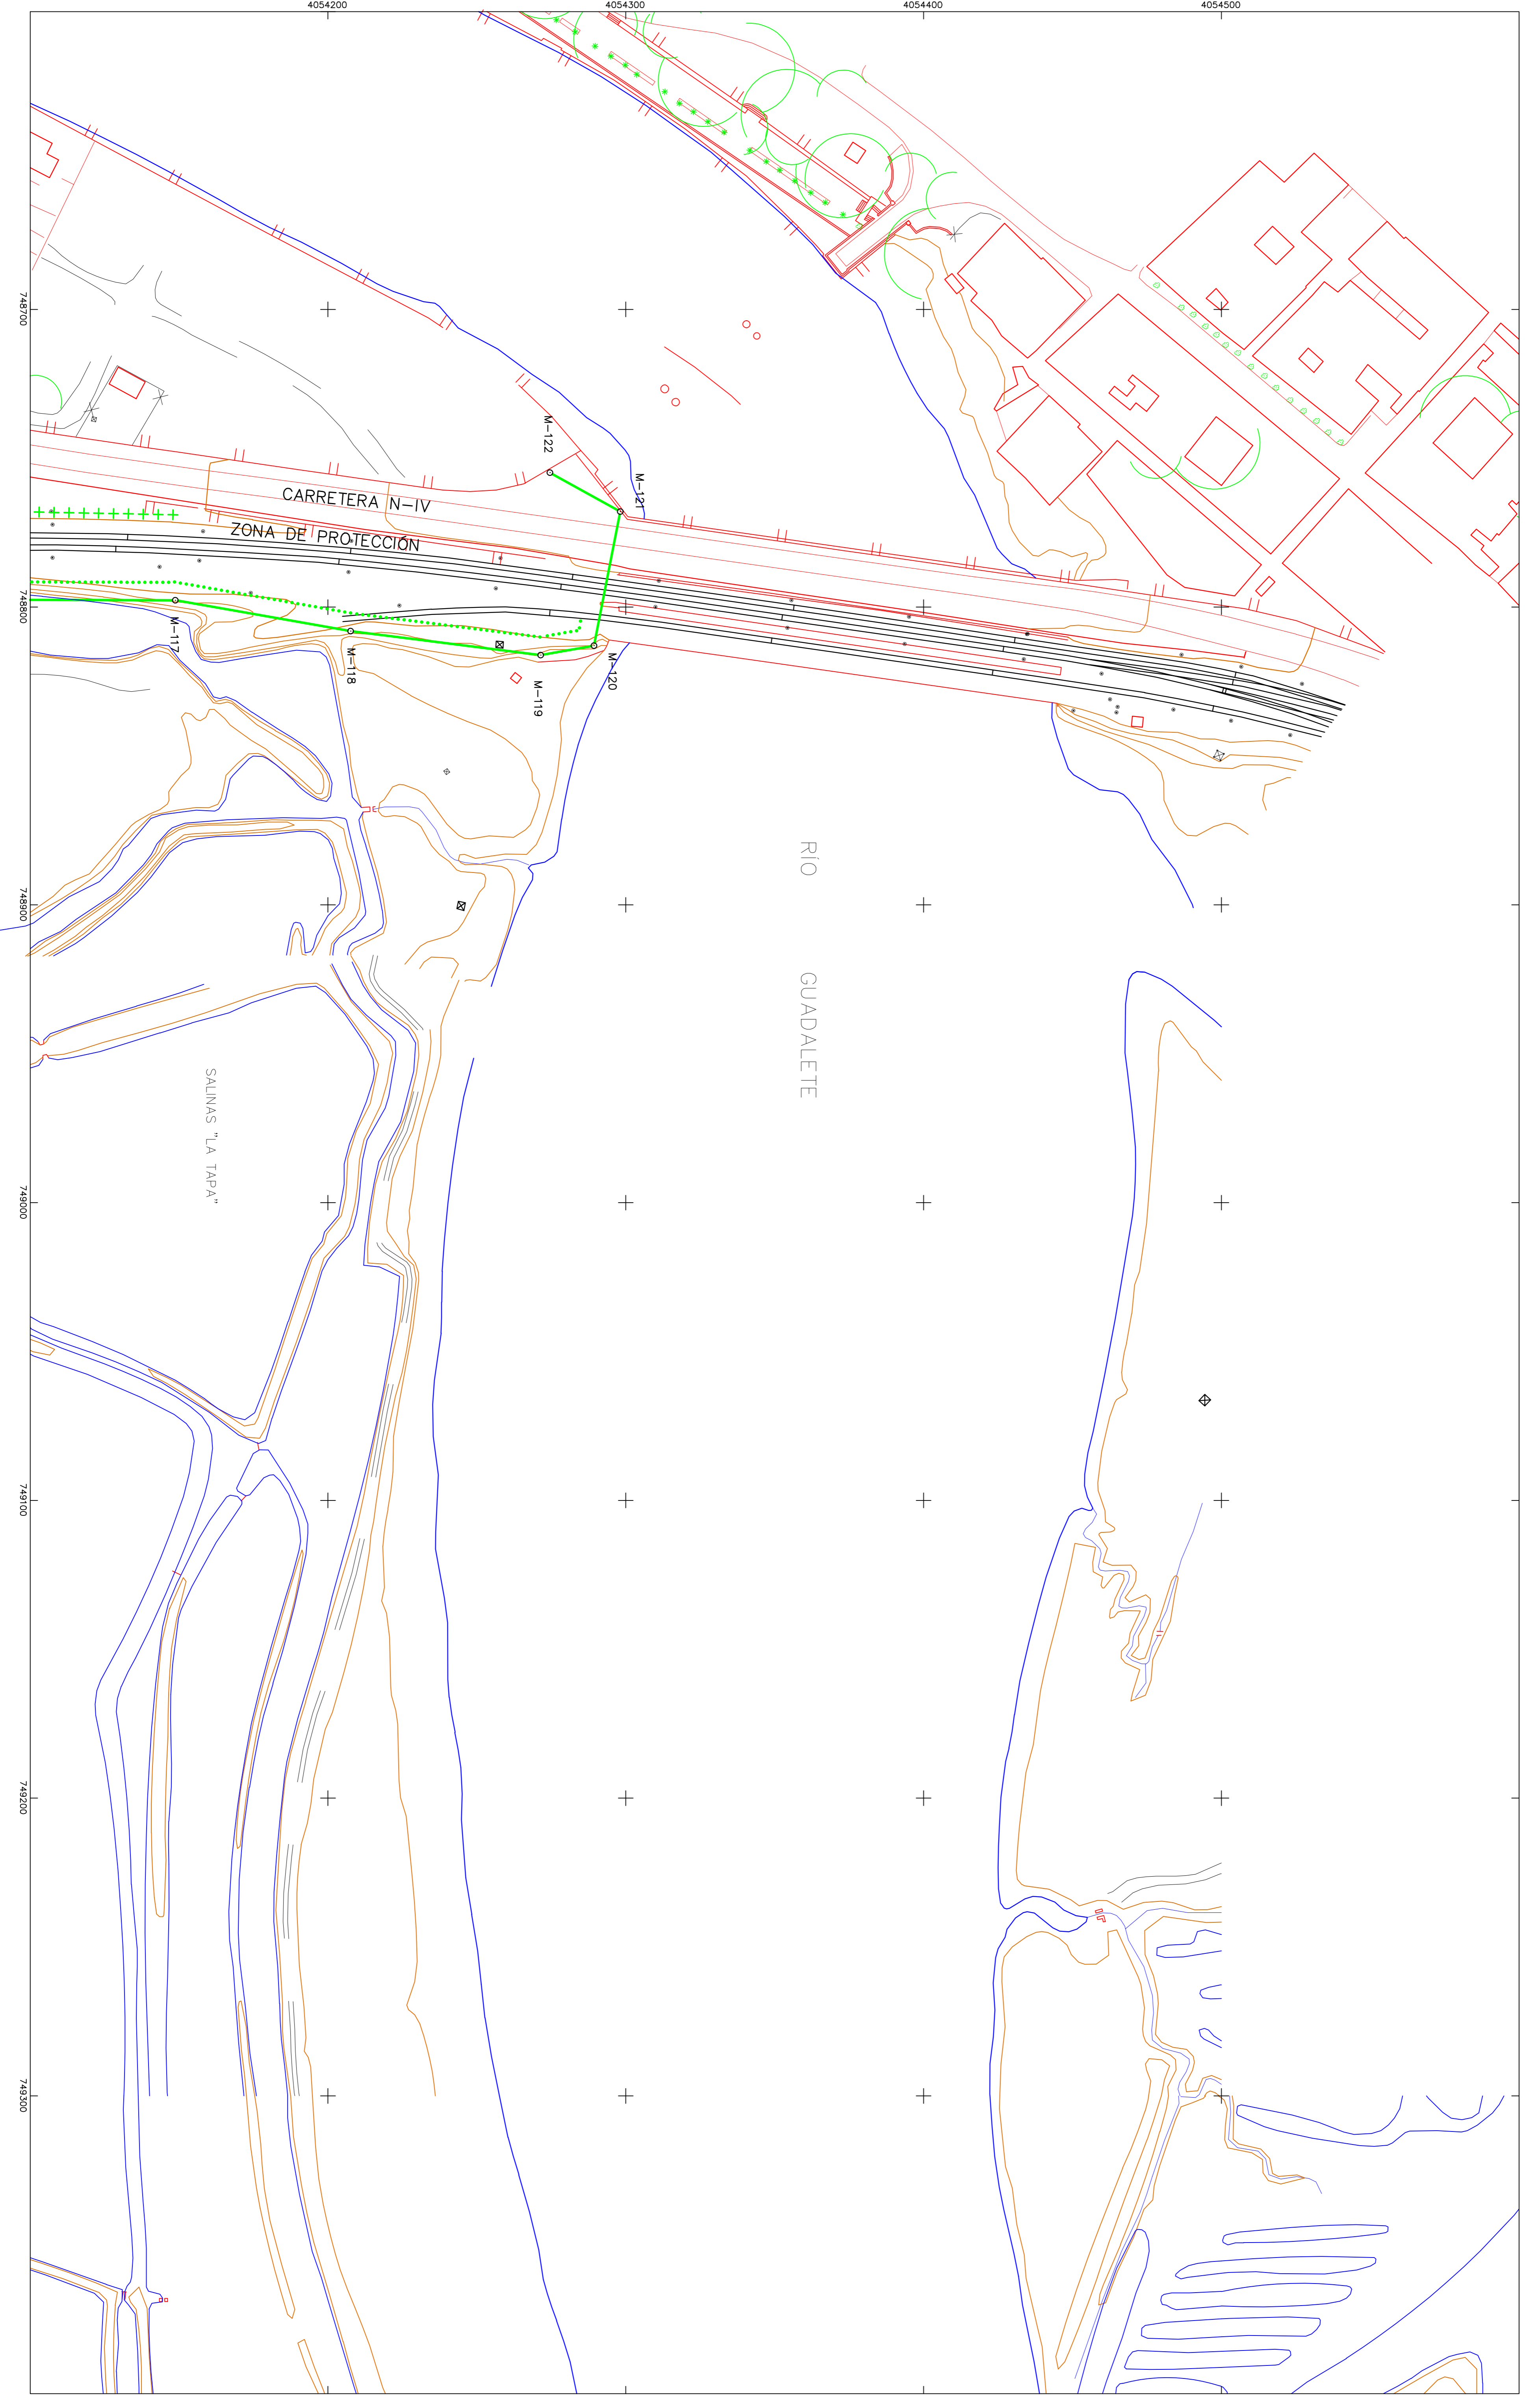 4054200
4054300
4054400
4054500
748700
748800
748900
749000
749100
749200
749300
M-122
M-121
CARRETERA N-IV
ZONA DE PROTECCIÓN
M-117
M-118
M-119
M-120
RÍO
GUADALETE
SALINAS "LA TAPA"